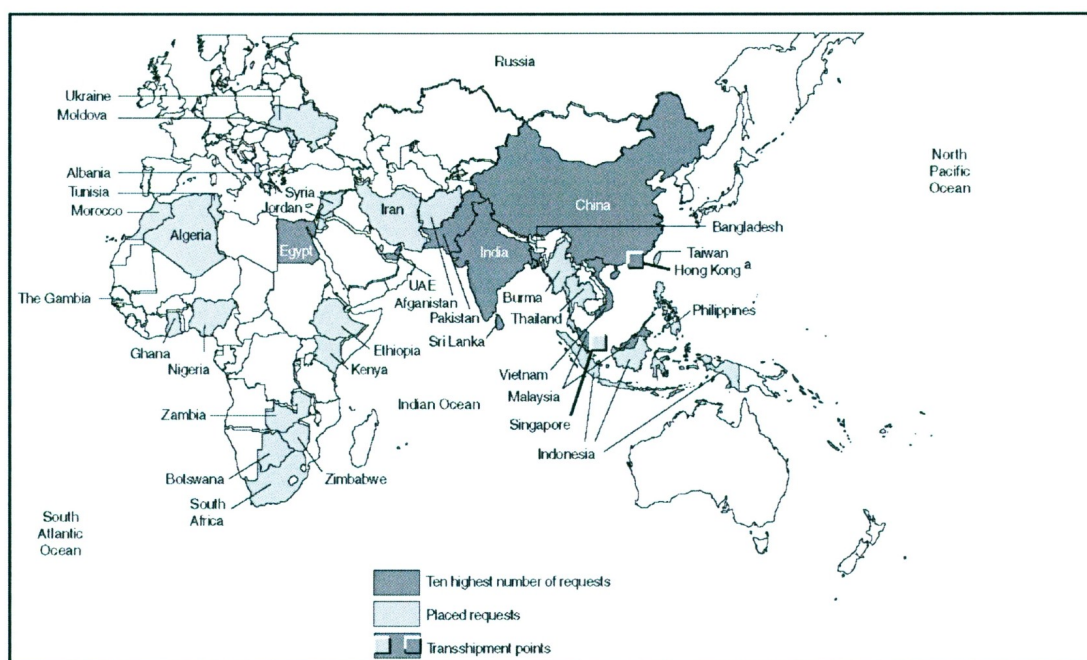 Russia
Ukraine
Moldova
North
Pacific
Ocean
Albania
Tunisia
Morocco
Syria
Jordan
Iran
China
Algeria
Egypt
India
Bangladesh
Taiwan
Hong Kong a
The Gambia
UAE
Afganistan
Pakistan
Burma
Thailand
Sri Lanka
Philippines
Ghana
Nigeria
Ethiopia
Kenya
Vietnam
Malaysia
Singapore
Indonesia
Indian Ocean
Zambia
Botswana
Zimbabwe
South
Africa
South
Atlantic
Ocean
Ten highest number of requests
Placed requests
Transshipment points